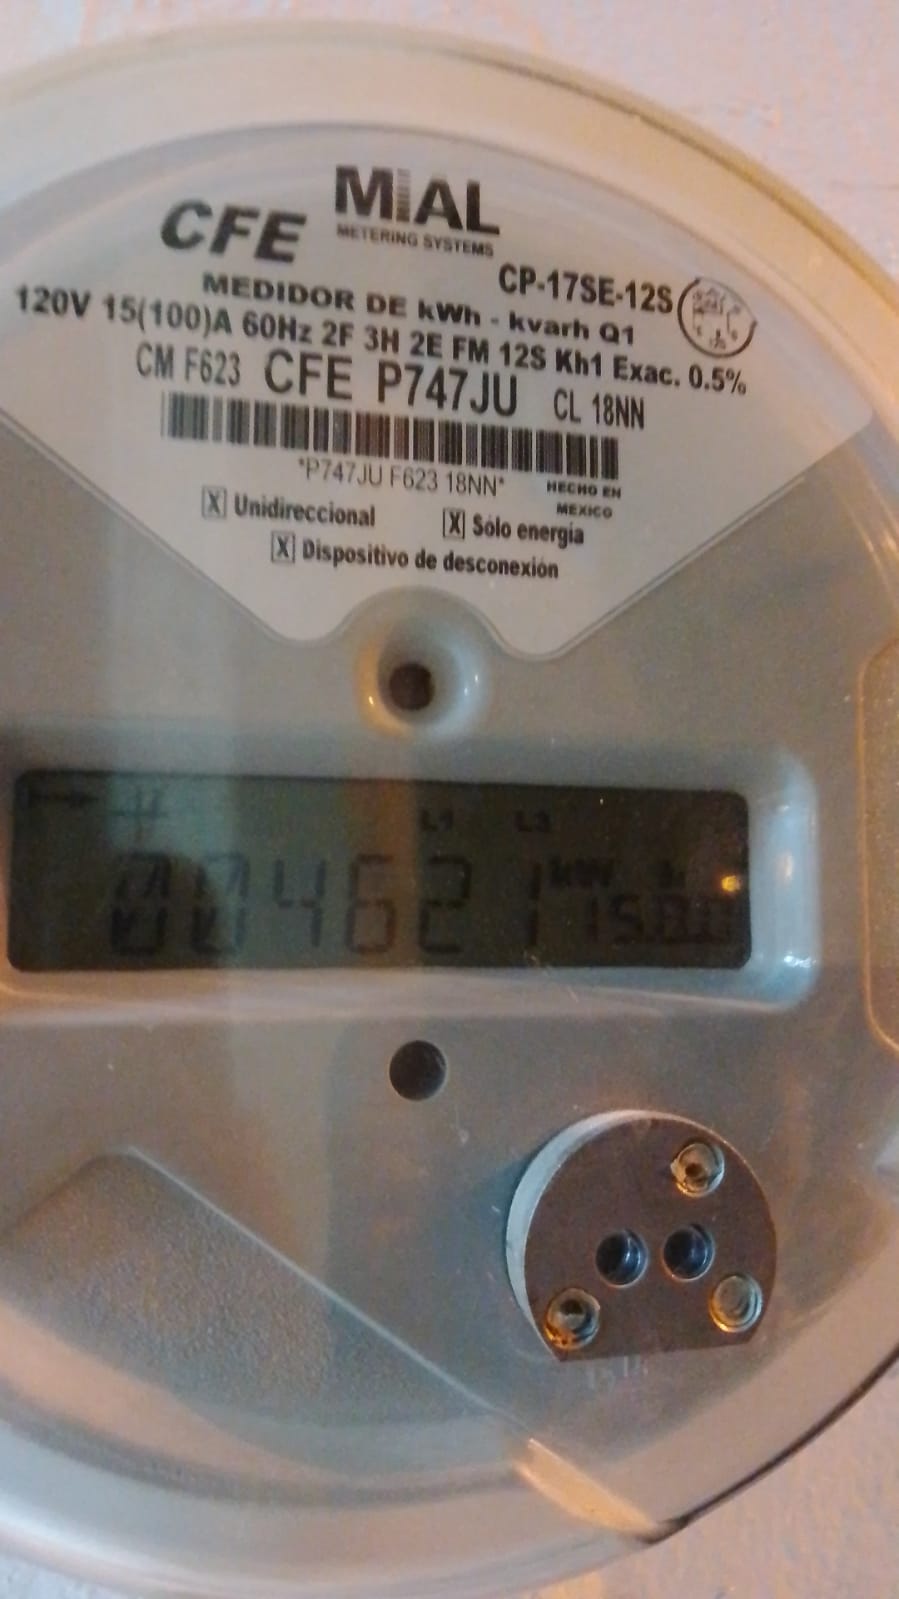 CFE
MIAL
METERING SYSTEMS
CP-17SE-12S
MEDIDOR DE kWh - kvarh Q1
120V 15(100)A 60Hz 2F 3H 2E FM 12S Kh1 Exac. 0.5%
CM F623 CFE P747JU CL 18NN
*P747JU F623 18NN*
HECHO EN
MEXICO
X Unidireccional X Sólo energía
X Dispositivo de desconexión
L1
004621 kW h